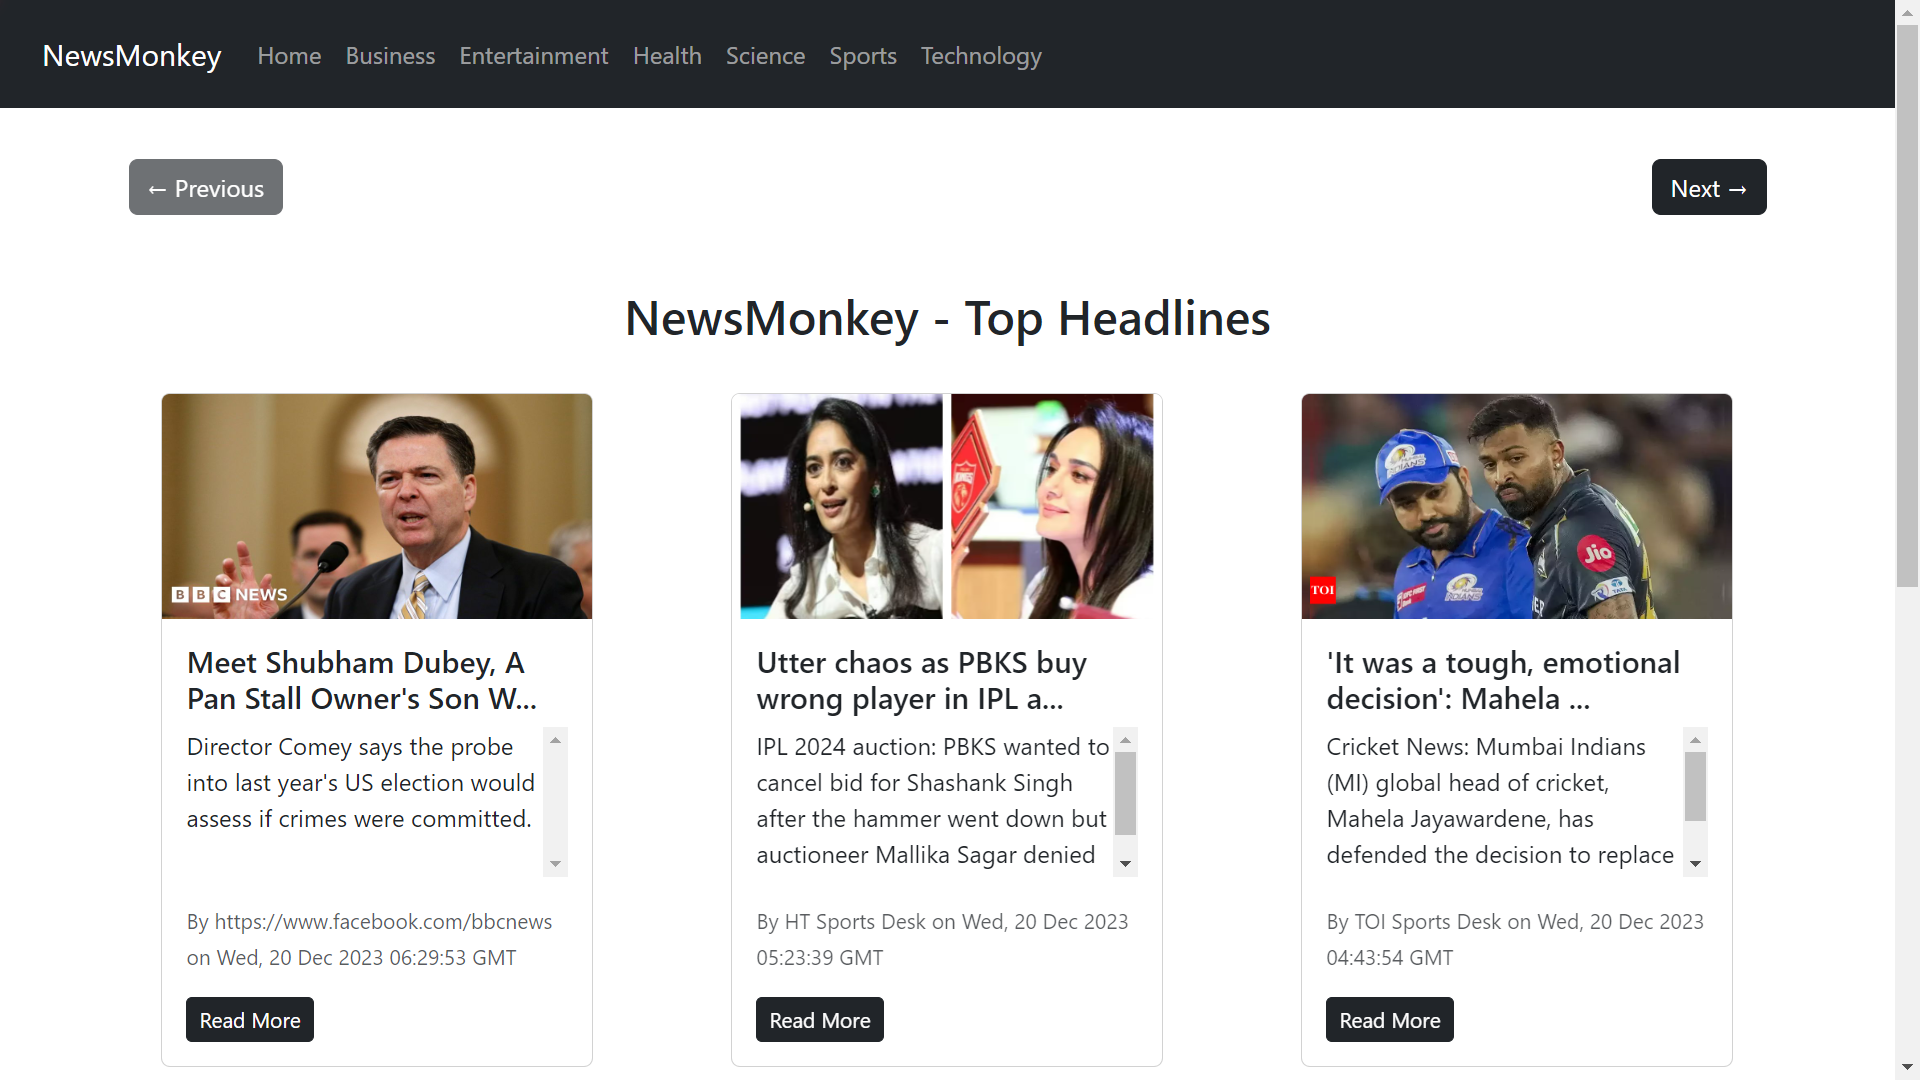 NewsMonkey Home Business Entertainment Health Science Sports Technology
← Previous
Next →
NewsMonkey - Top Headlines
BBC NEWS
Meet Shubham Dubey, A
Pan Stall Owner's Son W...
Director Comey says the probe
into last year's US election would
assess if crimes were committed.
By https://www.facebook.com/bbcnews
on Wed, 20 Dec 2023 06:29:53 GMT
Read More
Utter chaos as PBKS buy
wrong player in IPL a...
IPL 2024 auction: PBKS wanted to
cancel bid for Shashank Singh
after the hammer went down but
auctioneer Mallika Sagar denied
By HT Sports Desk on Wed, 20 Dec 2023
05:23:39 GMT
Read More
INDIANS
Jio
TOI
INDIANS
TATA
'It was a tough, emotional
decision': Mahela ...
Cricket News: Mumbai Indians
(MI) global head of cricket,
Mahela Jayawardene, has
defended the decision to replace
By TOI Sports Desk on Wed, 20 Dec 2023
04:43:54 GMT
Read More